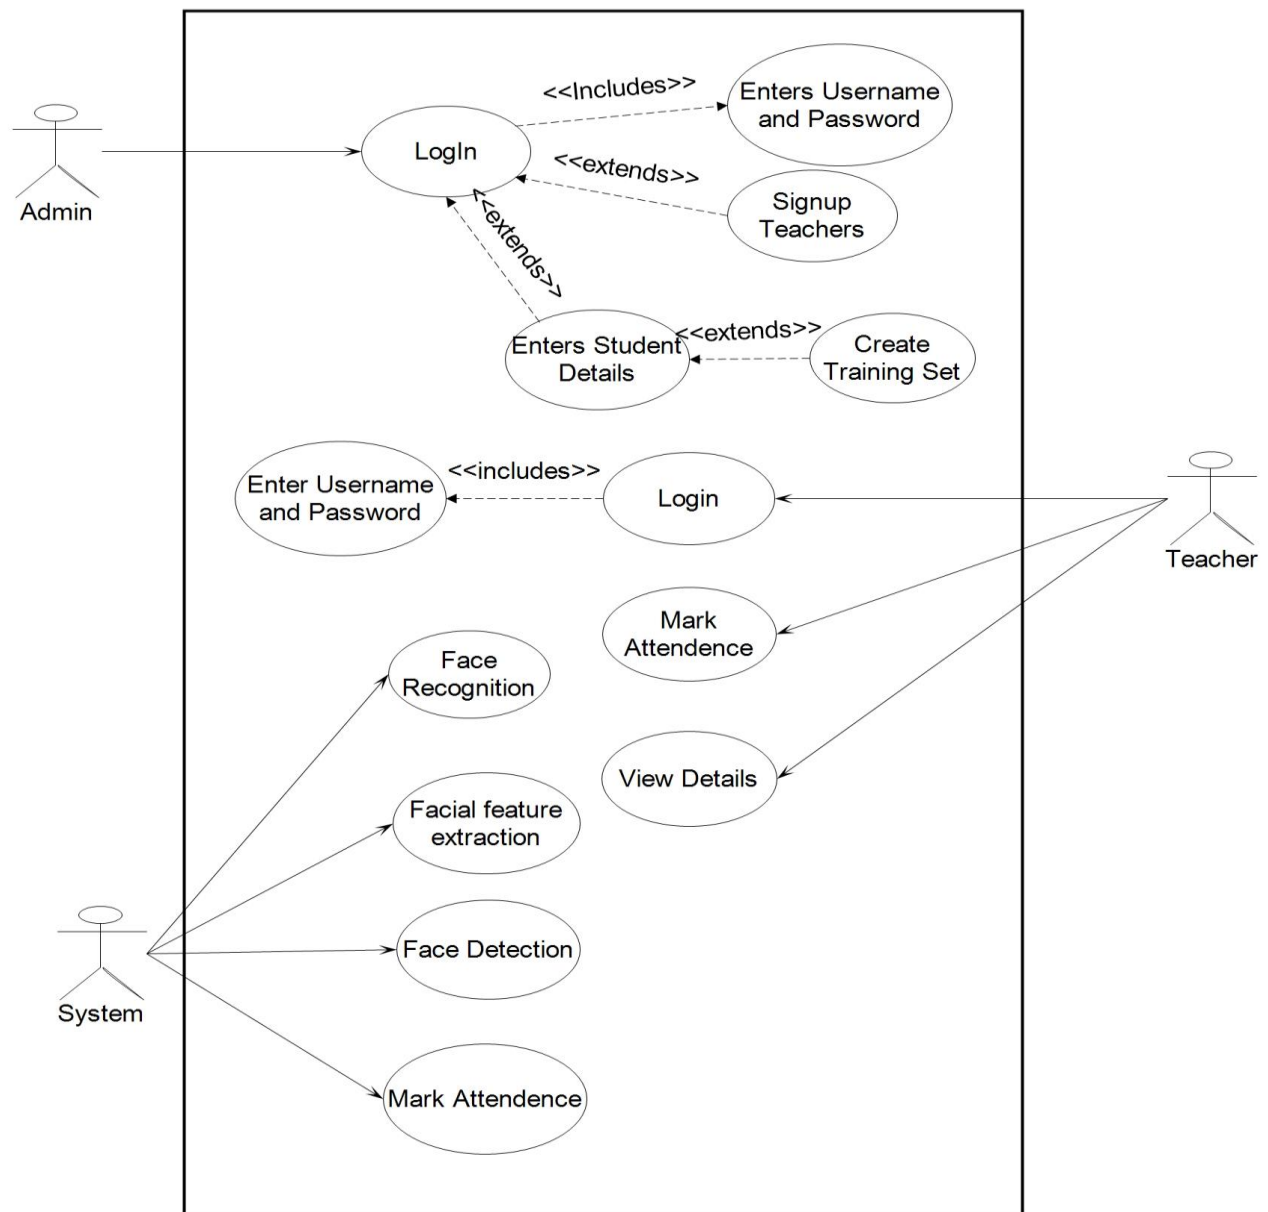 <<Includes>>
Enters Username
and Password
LogIn
<<extends>>
Signup
Teachers
Admin
<<extends>>
Enters Student
Details
<<extends>>
Create
Training Set
Enter Username
and Password
<<includes>>
Login
Teacher
Mark
Attendence
Face
Recognition
View Details
Facial feature
extraction
Face Detection
System
Mark Attendence